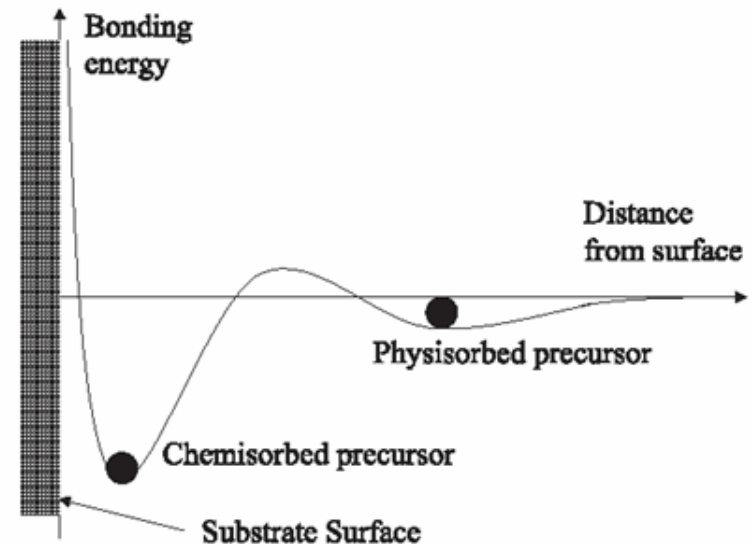 Bonding
energy
Distance
from surface
Physisorbed precursor
Chemisorbed precursor
Substrate Surface